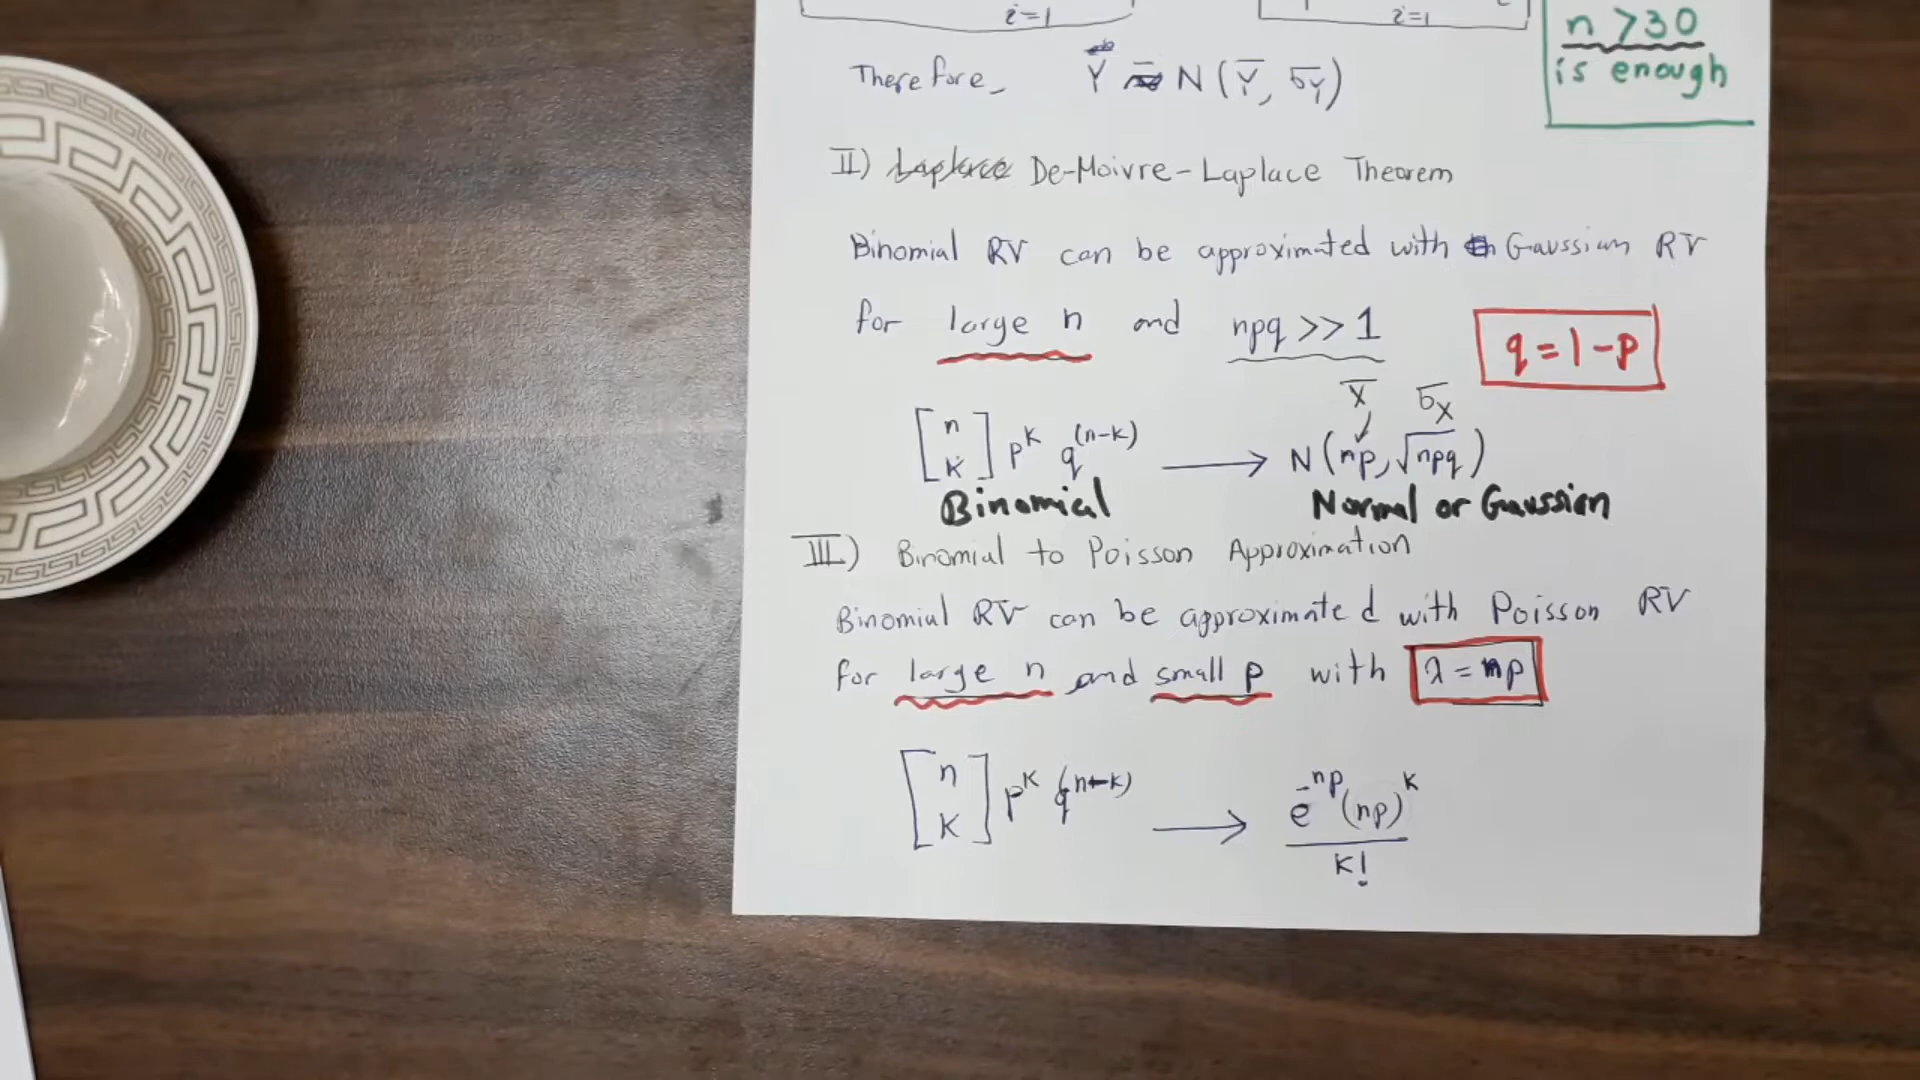 i=1
i=1
n >30
is enough
Therefore, Y ≈ N (Y̅, σY)
II) Laplace De-Moivre-Laplace Theorem
Binomial RV can be approximated with Gaussian RV
for large n and npq >> 1
q = 1 - p
X̅ σX
[n k] p^k q^(n-k) → N (np, √npq)
Binomial Normal or Gaussian
III) Binomial to Poisson Approximation
Binomial RV can be approximated with Poisson RV
for large n and small p with λ = np
[n k] p^k q^(n-k) → e^-np (np)^k / k!